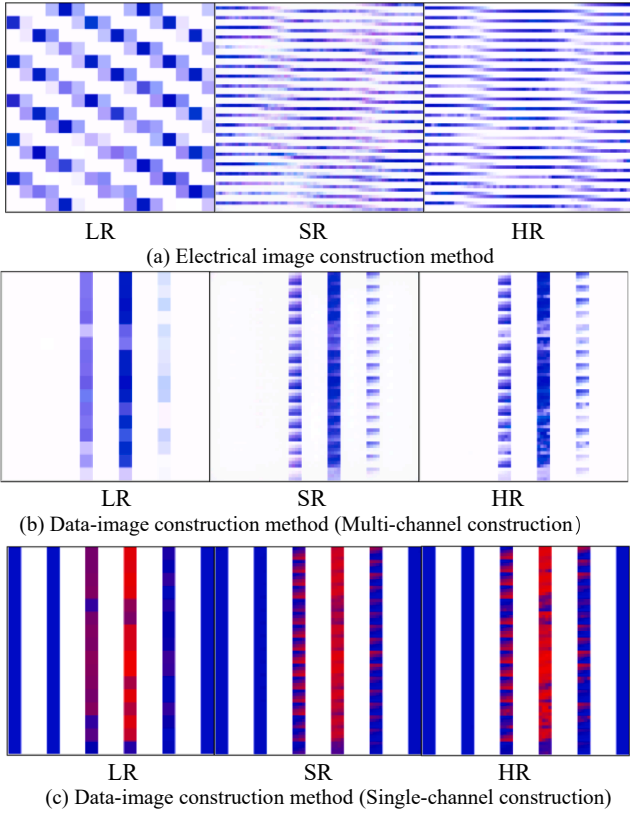 LR SR HR
(a) Electrical image construction method
LR SR HR
(b) Data-image construction method (Multi-channel construction）
LR SR HR
(c) Data-image construction method (Single-channel construction)